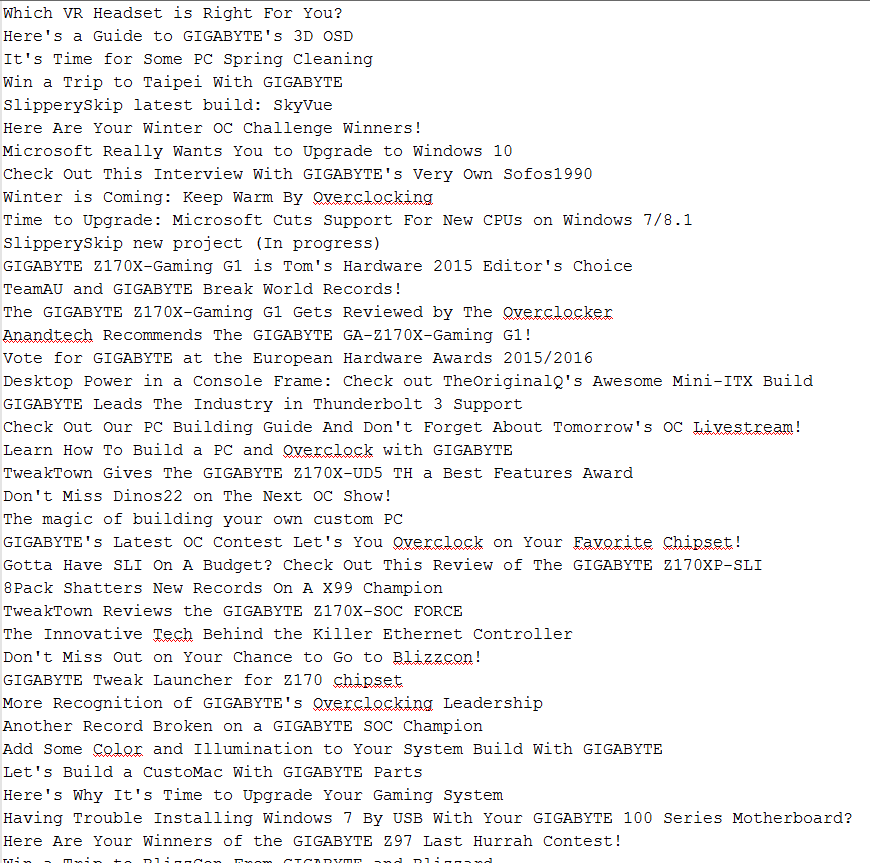 Which VR Headset is Right For You?
Here's a Guide to GIGABYTE's 3D OSD
It's Time for Some PC Spring Cleaning
Win a Trip to Taipei With GIGABYTE
SlipperySkip latest build: SkyVue
Here Are Your Winter OC Challenge Winners!
Microsoft Really Wants You to Upgrade to Windows 10
Check Out This Interview With GIGABYTE's Very Own Sofos1990
Winter is Coming: Keep Warm By Overclocking
Time to Upgrade: Microsoft Cuts Support For New CPUs on Windows 7/8.1
SlipperySkip new project (In progress)
GIGABYTE Z170X-Gaming G1 is Tom's Hardware 2015 Editor's Choice
TeamAU and GIGABYTE Break World Records!
The GIGABYTE Z170X-Gaming G1 Gets Reviewed by The Overclocker
Anandtech Recommends The GIGABYTE GA-Z170X-Gaming G1!
Vote for GIGABYTE at the European Hardware Awards 2015/2016
Desktop Power in a Console Frame: Check out TheOriginalQ's Awesome Mini-ITX Build
GIGABYTE Leads The Industry in Thunderbolt 3 Support
Check Out Our PC Building Guide And Don't Forget About Tomorrow's OC Livestream!
Learn How To Build a PC and Overclock with GIGABYTE
TweakTown Gives The GIGABYTE Z170X-UD5 TH a Best Features Award
Don't Miss Dinos22 on The Next OC Show!
The magic of building your own custom PC
GIGABYTE's Latest OC Contest Let's You Overclock on Your Favorite Chipset!
Gotta Have SLI On A Budget? Check Out This Review of The GIGABYTE Z170XP-SLI
8Pack Shatters New Records On A X99 Champion
TweakTown Reviews the GIGABYTE Z170X-SOC FORCE
The Innovative Tech Behind the Killer Ethernet Controller
Don't Miss Out on Your Chance to Go to Blizzcon!
GIGABYTE Tweak Launcher for Z170 chipset
More Recognition of GIGABYTE's Overclocking Leadership
Another Record Broken on a GIGABYTE SOC Champion
Add Some Color and Illumination to Your System Build With GIGABYTE
Let's Build a CustoMac With GIGABYTE Parts
Here's Why It's Time to Upgrade Your Gaming System
Having Trouble Installing Windows 7 By USB With Your GIGABYTE 100 Series Motherboard?
Here Are Your Winners of the GIGABYTE Z97 Last Hurrah Contest!
Win a Trip to BlizzCon From GIGABYTE and Blizzard